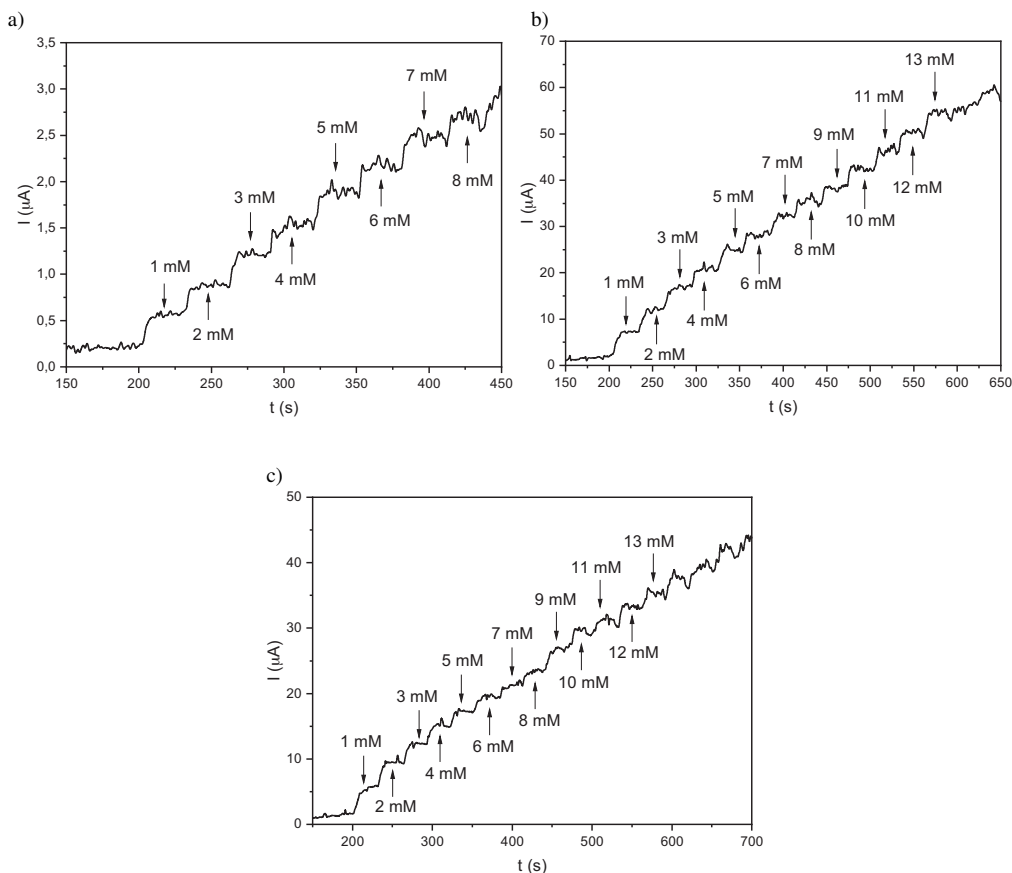 a)
3,5
3,0
2,5
2,0
1,5
1,0
0,5
0,0
I (µA)
150 200 250 300 350 400 450
t (s)
1 mM
2 mM
3 mM
4 mM
5 mM
6 mM
7 mM
8 mM
b)
70
60
50
40
30
20
10
0
I (µA)
150 200 250 300 350 400 450 500 550 600 650
t (s)
1 mM
2 mM
3 mM
4 mM
5 mM
6 mM
7 mM
8 mM
9 mM
10 mM
11 mM
12 mM
13 mM
c)
50
40
30
20
10
0
I (µA)
200 300 400 500 600 700
t (s)
1 mM
2 mM
3 mM
4 mM
5 mM
6 mM
7 mM
8 mM
9 mM
10 mM
11 mM
12 mM
13 mM